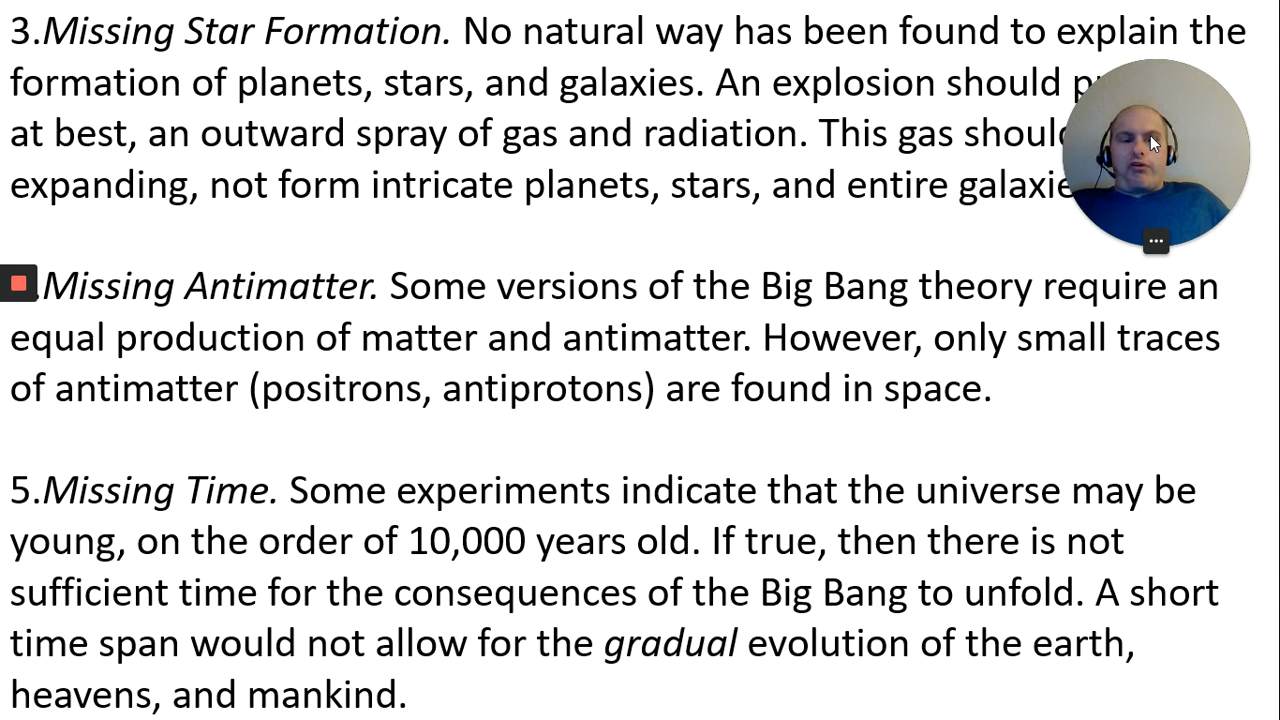 3.Missing Star Formation. No natural way has been found to explain the
formation of planets, stars, and galaxies. An explosion should
at best, an outward spray of gas and radiation. This gas should
expanding, not form intricate planets, stars, and entire
.Missing Antimatter. Some versions of the Big Bang theory require an
equal production of matter and antimatter. However, only small traces
of antimatter (positrons, antiprotons) are found in space.
5.Missing Time. Some experiments indicate that the universe may be
young, on the order of 10,000 years old. If true, then there is not
sufficient time for the consequences of the Big Bang to unfold. A short
time span would not allow for the gradual evolution of the earth,
heavens, and mankind.